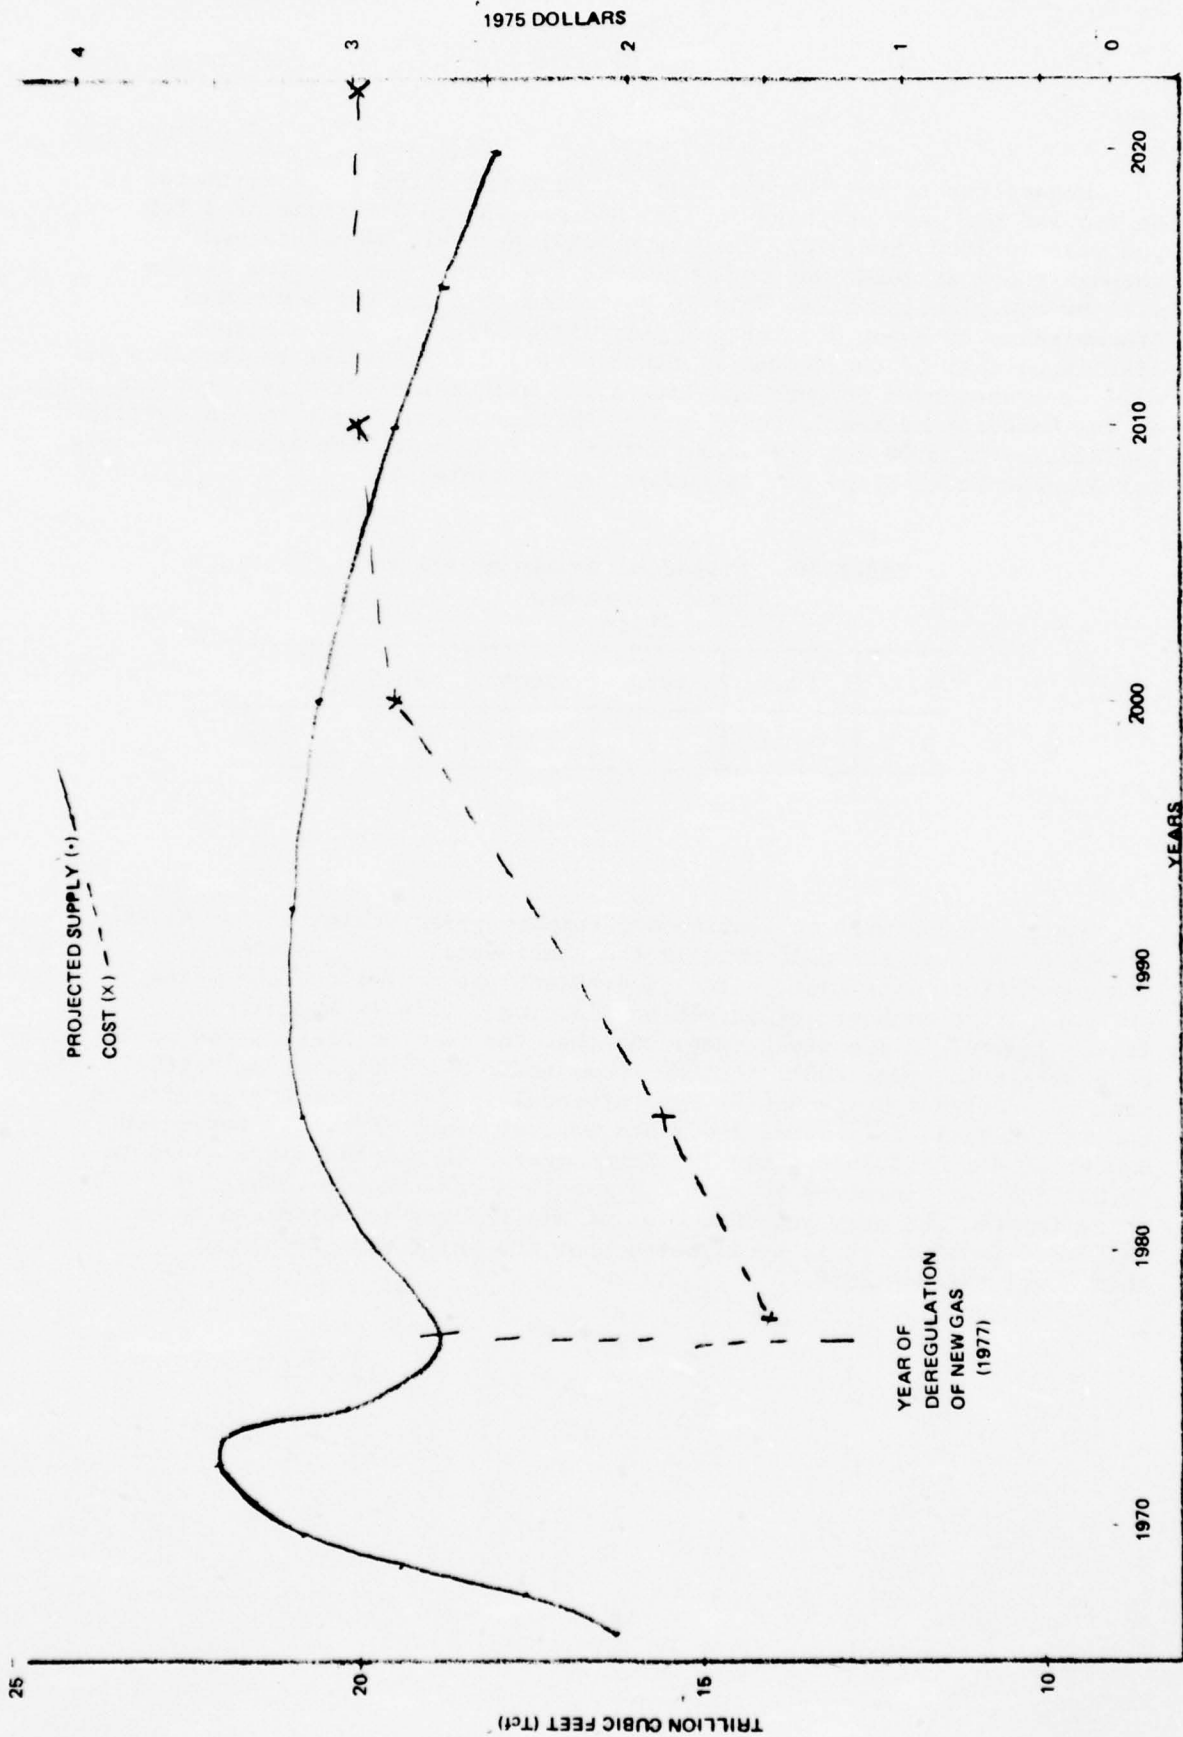 PROJECTED SUPPLY (•)
COST (X)
TRILLION CUBIC FEET (Tcf)
25
20
15
10
1975 DOLLARS
4
3
2
1
0
YEAR OF
DEREGULATION
OF NEW GAS
(1977)
1970
1980
1990
2000
2010
2020
YEARS